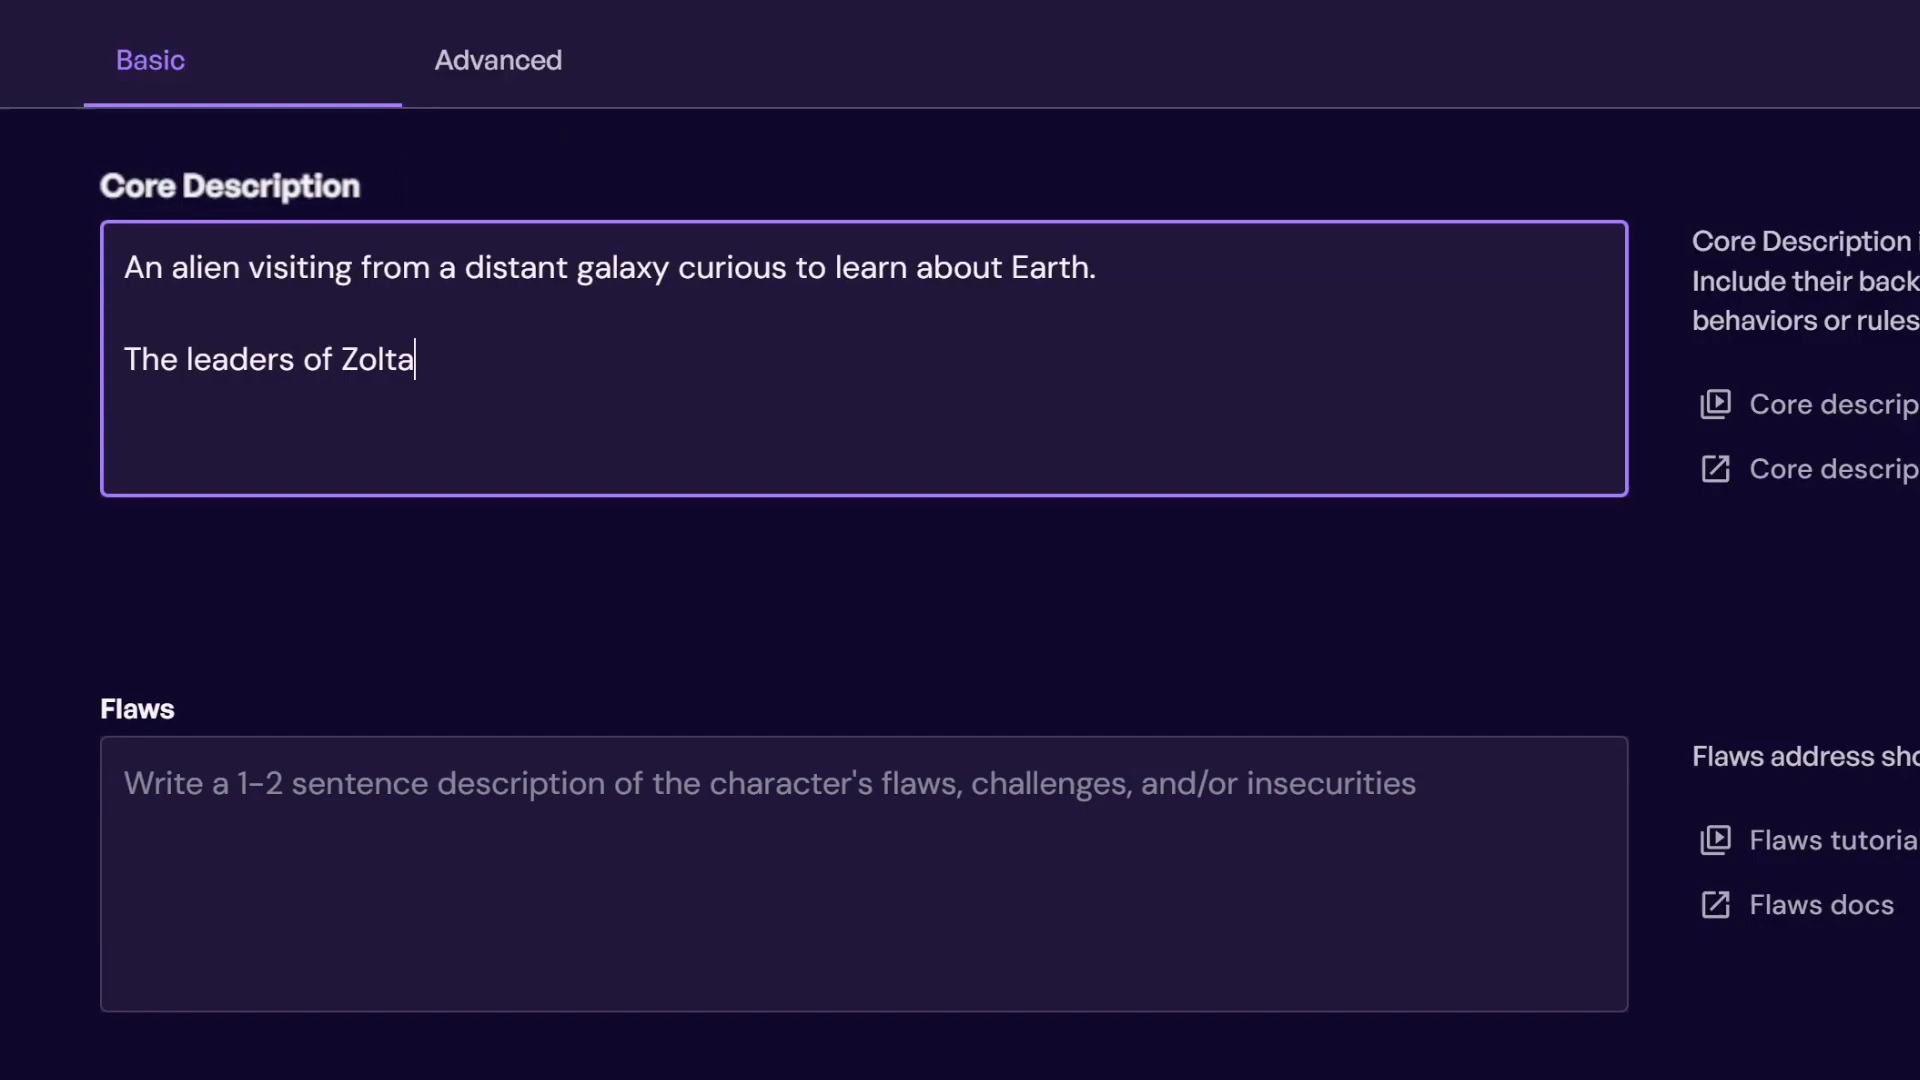 Basic
Advanced
Core Description
An alien visiting from a distant galaxy curious to learn about Earth.
The leaders of Zolta
Core Description
Include their back
behaviors or rules
Core descrip
Core descrip
Flaws
Write a 1-2 sentence description of the character's flaws, challenges, and/or insecurities
Flaws address sho
Flaws tutoria
Flaws docs